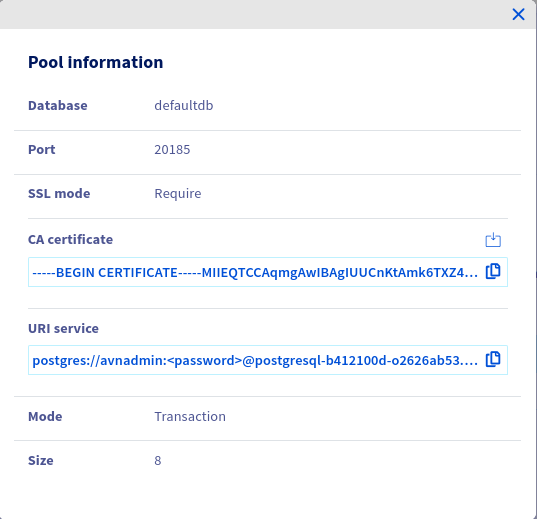 Pool information
Database defaultdb
Port 20185
SSL mode Require
CA certificate
-----BEGIN CERTIFICATE-----MIIEQTCCAqmgAwIBAgIUUCnKtAmk6TXZ4...
URI service
postgres://avnadmin:<password>@postgresql-b412100d-o2626ab53....
Mode Transaction
Size 8